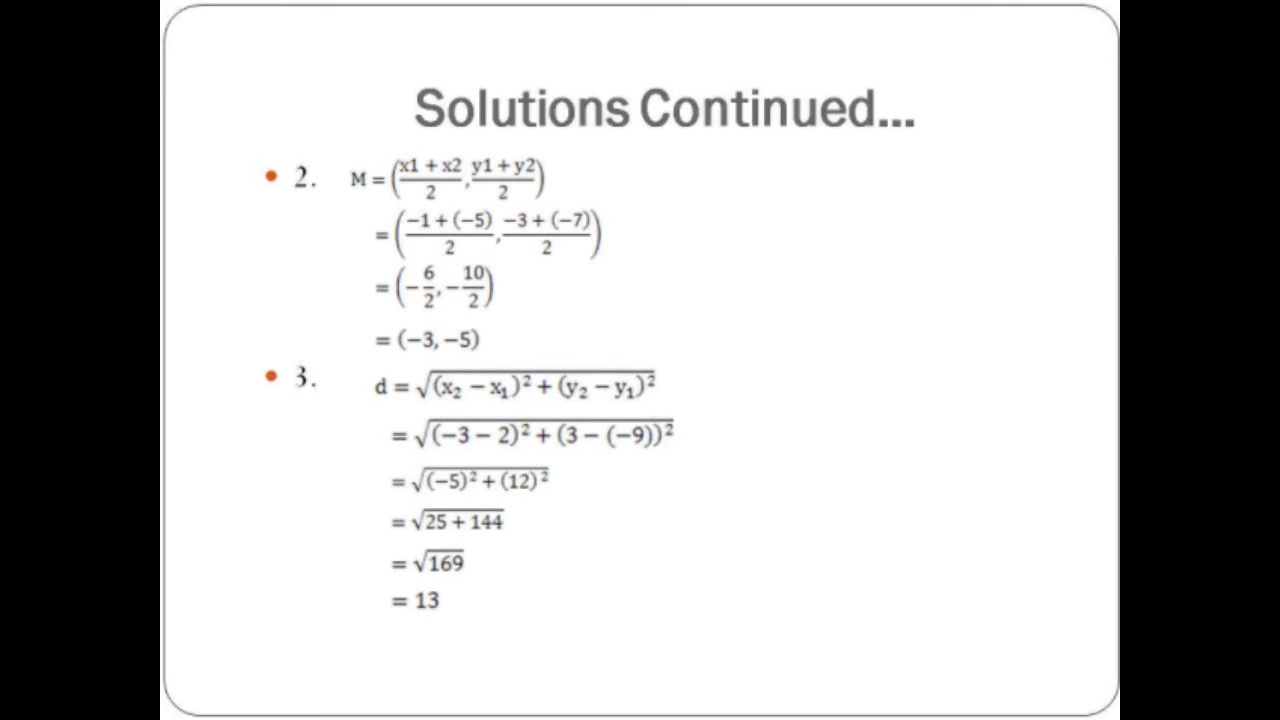 Solutions Continued...
• 2. M = (x1 + x2 / 2, y1 + y2 / 2)
= (−1 + (−5) / 2, −3 + (−7) / 2)
= (−6/2, −10/2)
= (−3, −5)
• 3. d = √(x₂ − x₁)² + (y₂ − y₁)²
= √(−3 − 2)² + (3 − (−9))²
= √(−5)² + (12)²
= √25 + 144
= √169
= 13